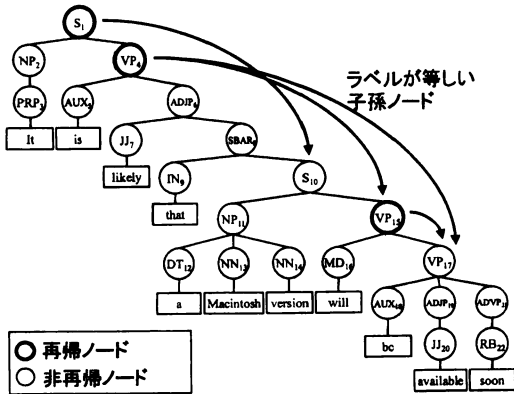 S1
NP2 VP4
ラベルが等しい
子孫ノード
PRP3 AUX5 ADJP6
It is JJ7 SBAR8
likely IN9 S10
that NP11 VP15
DT12 NN13 NN14 MD16 VP17
a Macintosh version will AUX18 ADJP19 ADVP21
bc JJ20 RB22
available soon
再帰ノード
非再帰ノード